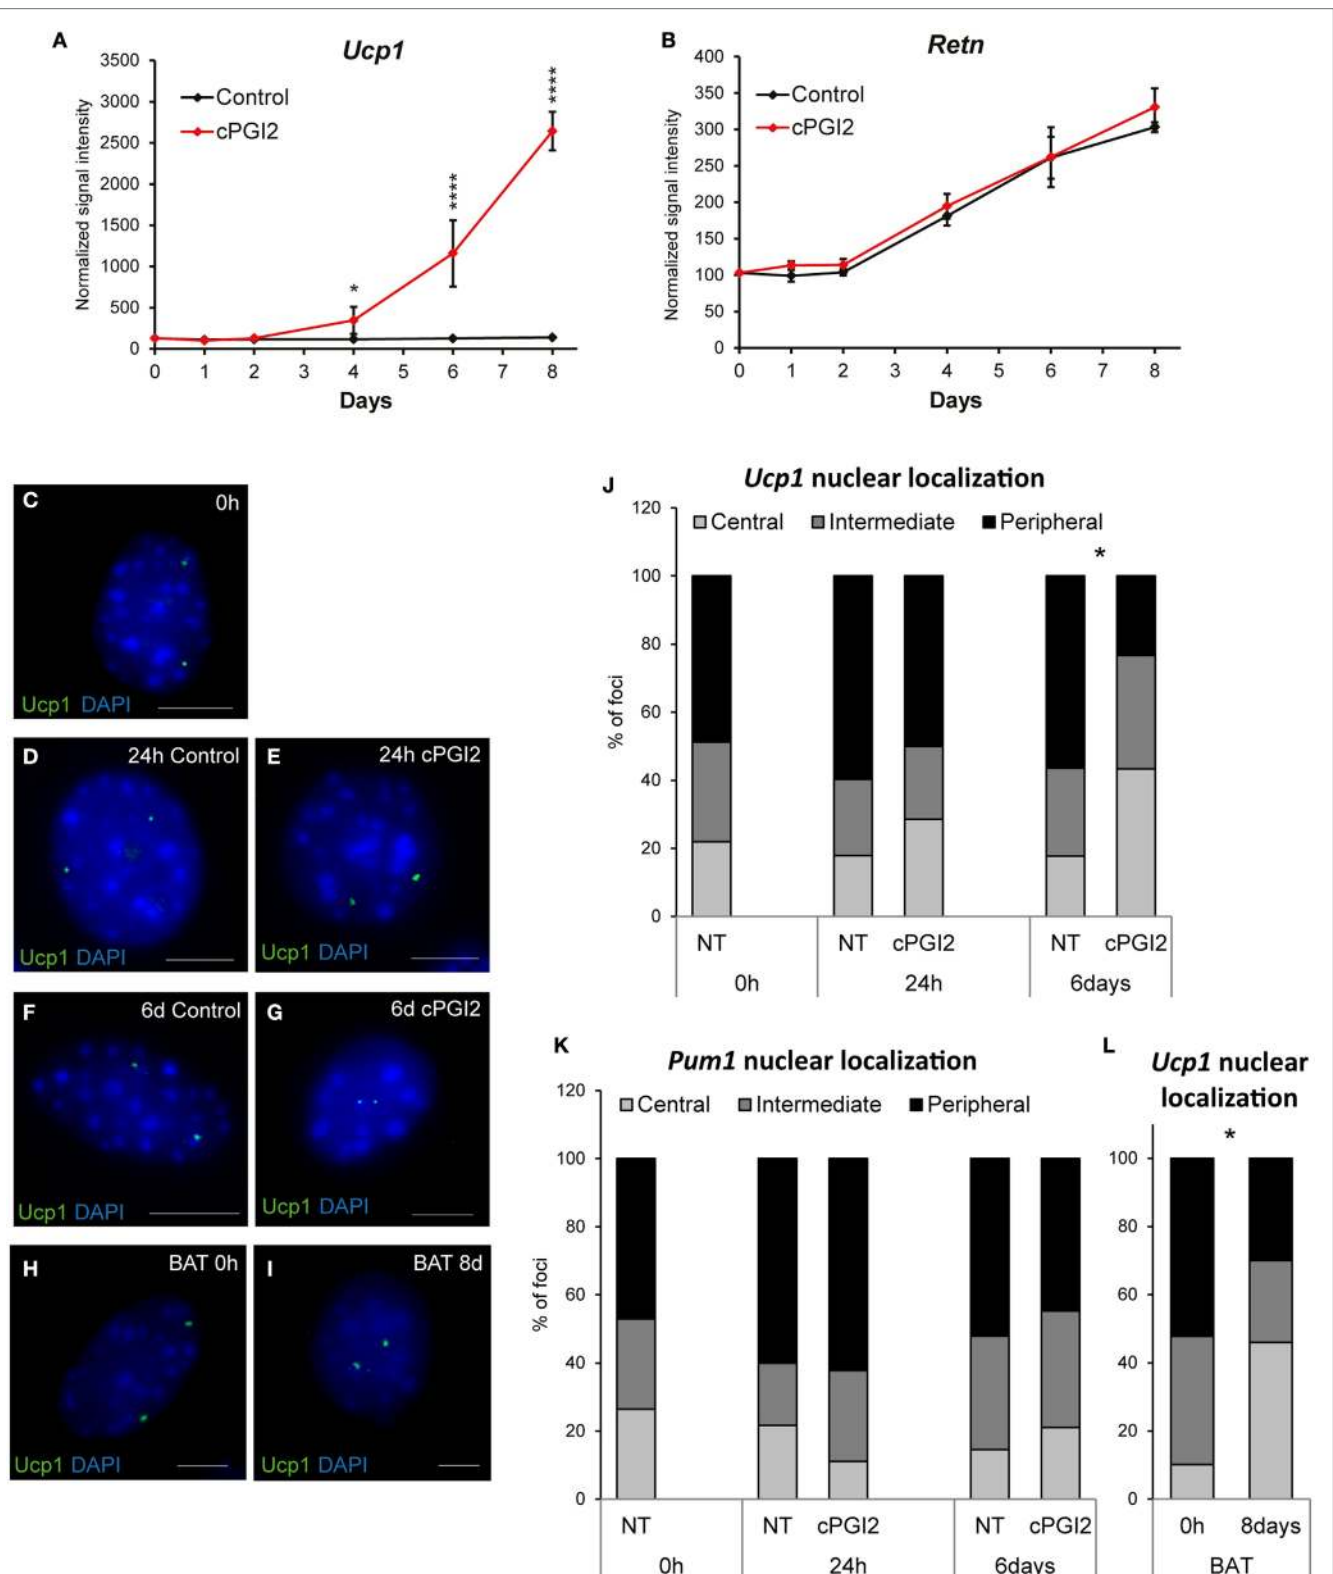 A
Ucp1
Normalized signal intensity
3500
3000
2500
2000
1500
1000
500
0
Control
cPGI2
*
****
****
0 1 2 3 4 5 6 7 8
Days
B
Retn
Normalized signal intensity
400
350
300
250
200
150
100
50
0
Control
cPGI2
0 1 2 3 4 5 6 7 8
Days
C
0h
Ucp1 DAPI
D
24h Control
Ucp1 DAPI
E
24h cPGI2
Ucp1 DAPI
F
6d Control
Ucp1 DAPI
G
6d cPGI2
Ucp1 DAPI
H
BAT 0h
Ucp1 DAPI
I
BAT 8d
Ucp1 DAPI
J
Ucp1 nuclear localization
% of foci
120
100
80
60
40
20
0
Central Intermediate Peripheral
*
NT NT cPGI2 NT cPGI2
0h 24h 6days
K
Pum1 nuclear localization
% of foci
120
100
80
60
40
20
0
Central Intermediate Peripheral
NT NT cPGI2 NT cPGI2
0h 24h 6days
L
Ucp1 nuclear
localization
*
100
80
60
40
20
0
0h 8days
BAT